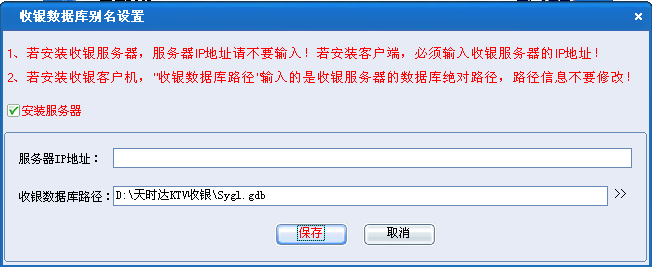 收银数据库别名设置
1、若安装收银服务器，服务器IP地址请不要输入！若安装客户端，必须输入收银服务器的IP地址！
2、若安装收银客户机，"收银数据库路径"输入的是收银服务器的数据库绝对路径，路径信息不要修改！
安装服务器
服务器IP地址：
收银数据库路径：D:\天时达KTV收银\Sygl.gdb >>
保存 取消